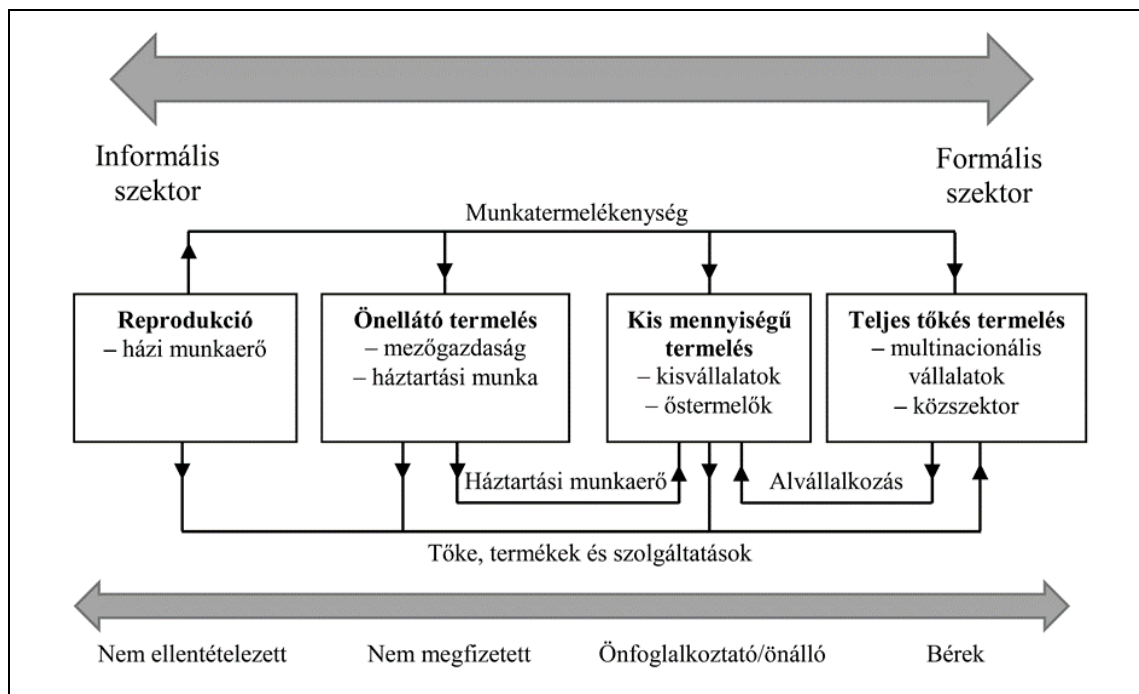 Informális
szektor
Formális
szektor
Munkatermelékenység
Reprodukció
– házi munkaerő
Önellátó termelés
– mezőgazdaság
– háztartási munka
Kis mennyiségű
termelés
– kisvállalatok
– őstermelők
Teljes tőkés termelés
– multinacionális
vállalatok
– közszektor
Háztartási munkaerő
Alvállalkozás
Tőke, termékek és szolgáltatások
Nem ellentételezett
Nem megfizetett
Önfoglalkoztató/önálló
Bérek